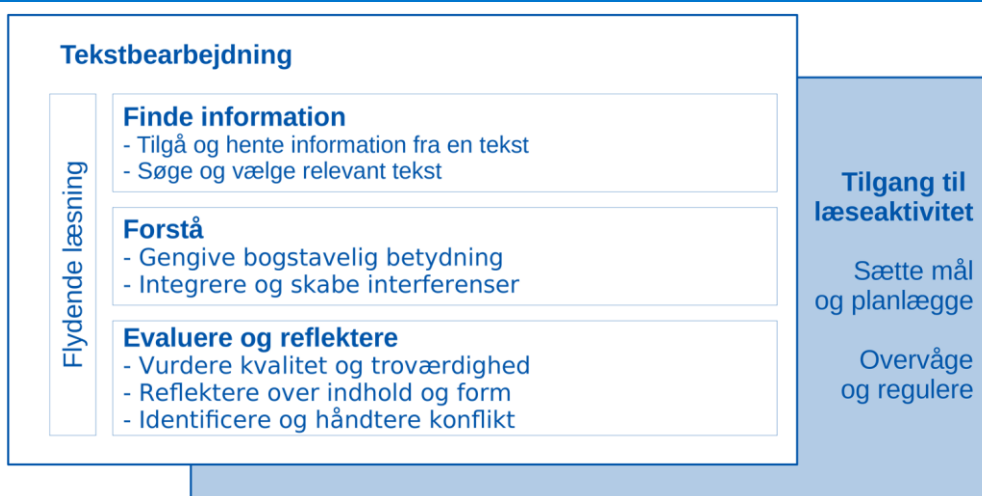 Tekstbearbejdning
Flydende læsning
Finde information
- Tilgå og hente information fra en tekst
- Søge og vælge relevant tekst
Forstå
- Gengive bogstavelig betydning
- Integrere og skabe interferenser
Evaluere og reflektere
- Vurdere kvalitet og troværdighed
- Reflektere over indhold og form
- Identificere og håndtere konflikt
Tilgang til
læseaktivitet
Sætte mål
og planlægge
Overvåge
og regulere